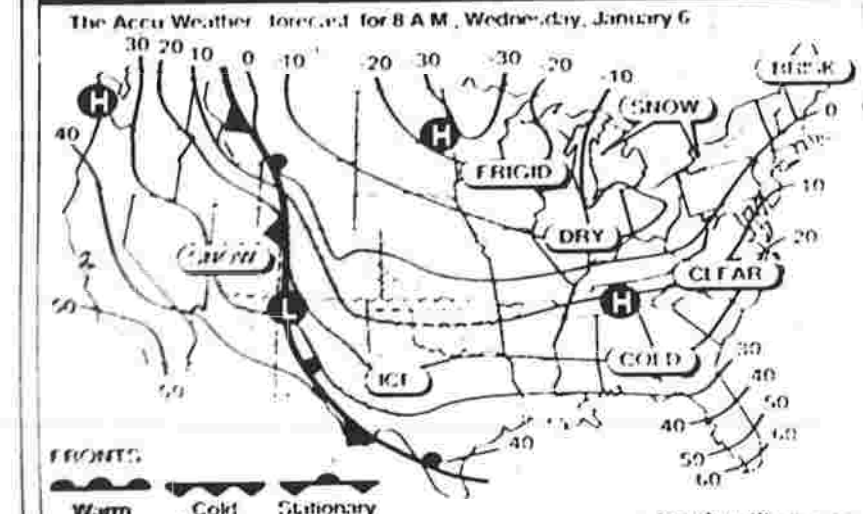 The Accu Weather forecast for 8 A M , Wednesday, January 6
30 20 10 0 -10 -20 -30 -30 -20 -10
BRISK
H
H
SNOW
0
40
FRIGID
10
DRY
20
CLEAR
50
L
H
COLD
ICE
30
40
50
40
60
50
60
40
FRONTS
Warm Cold Stationary